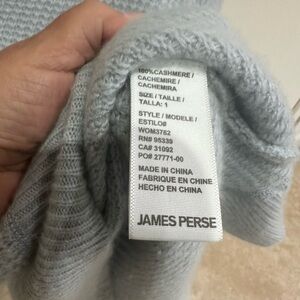 100%CASHMERE /
CACHEMIRE /
CACHEMIRA
SIZE / TAILLE /
TALLA: 1
STYLE / MODELE /
ESTILO#
WOM3762
RN# 95339
CA# 31092
PO# 27771-00
MADE IN CHINA
FABRIQUE EN CHINE
HECHO EN CHINA
JAMES PERSE